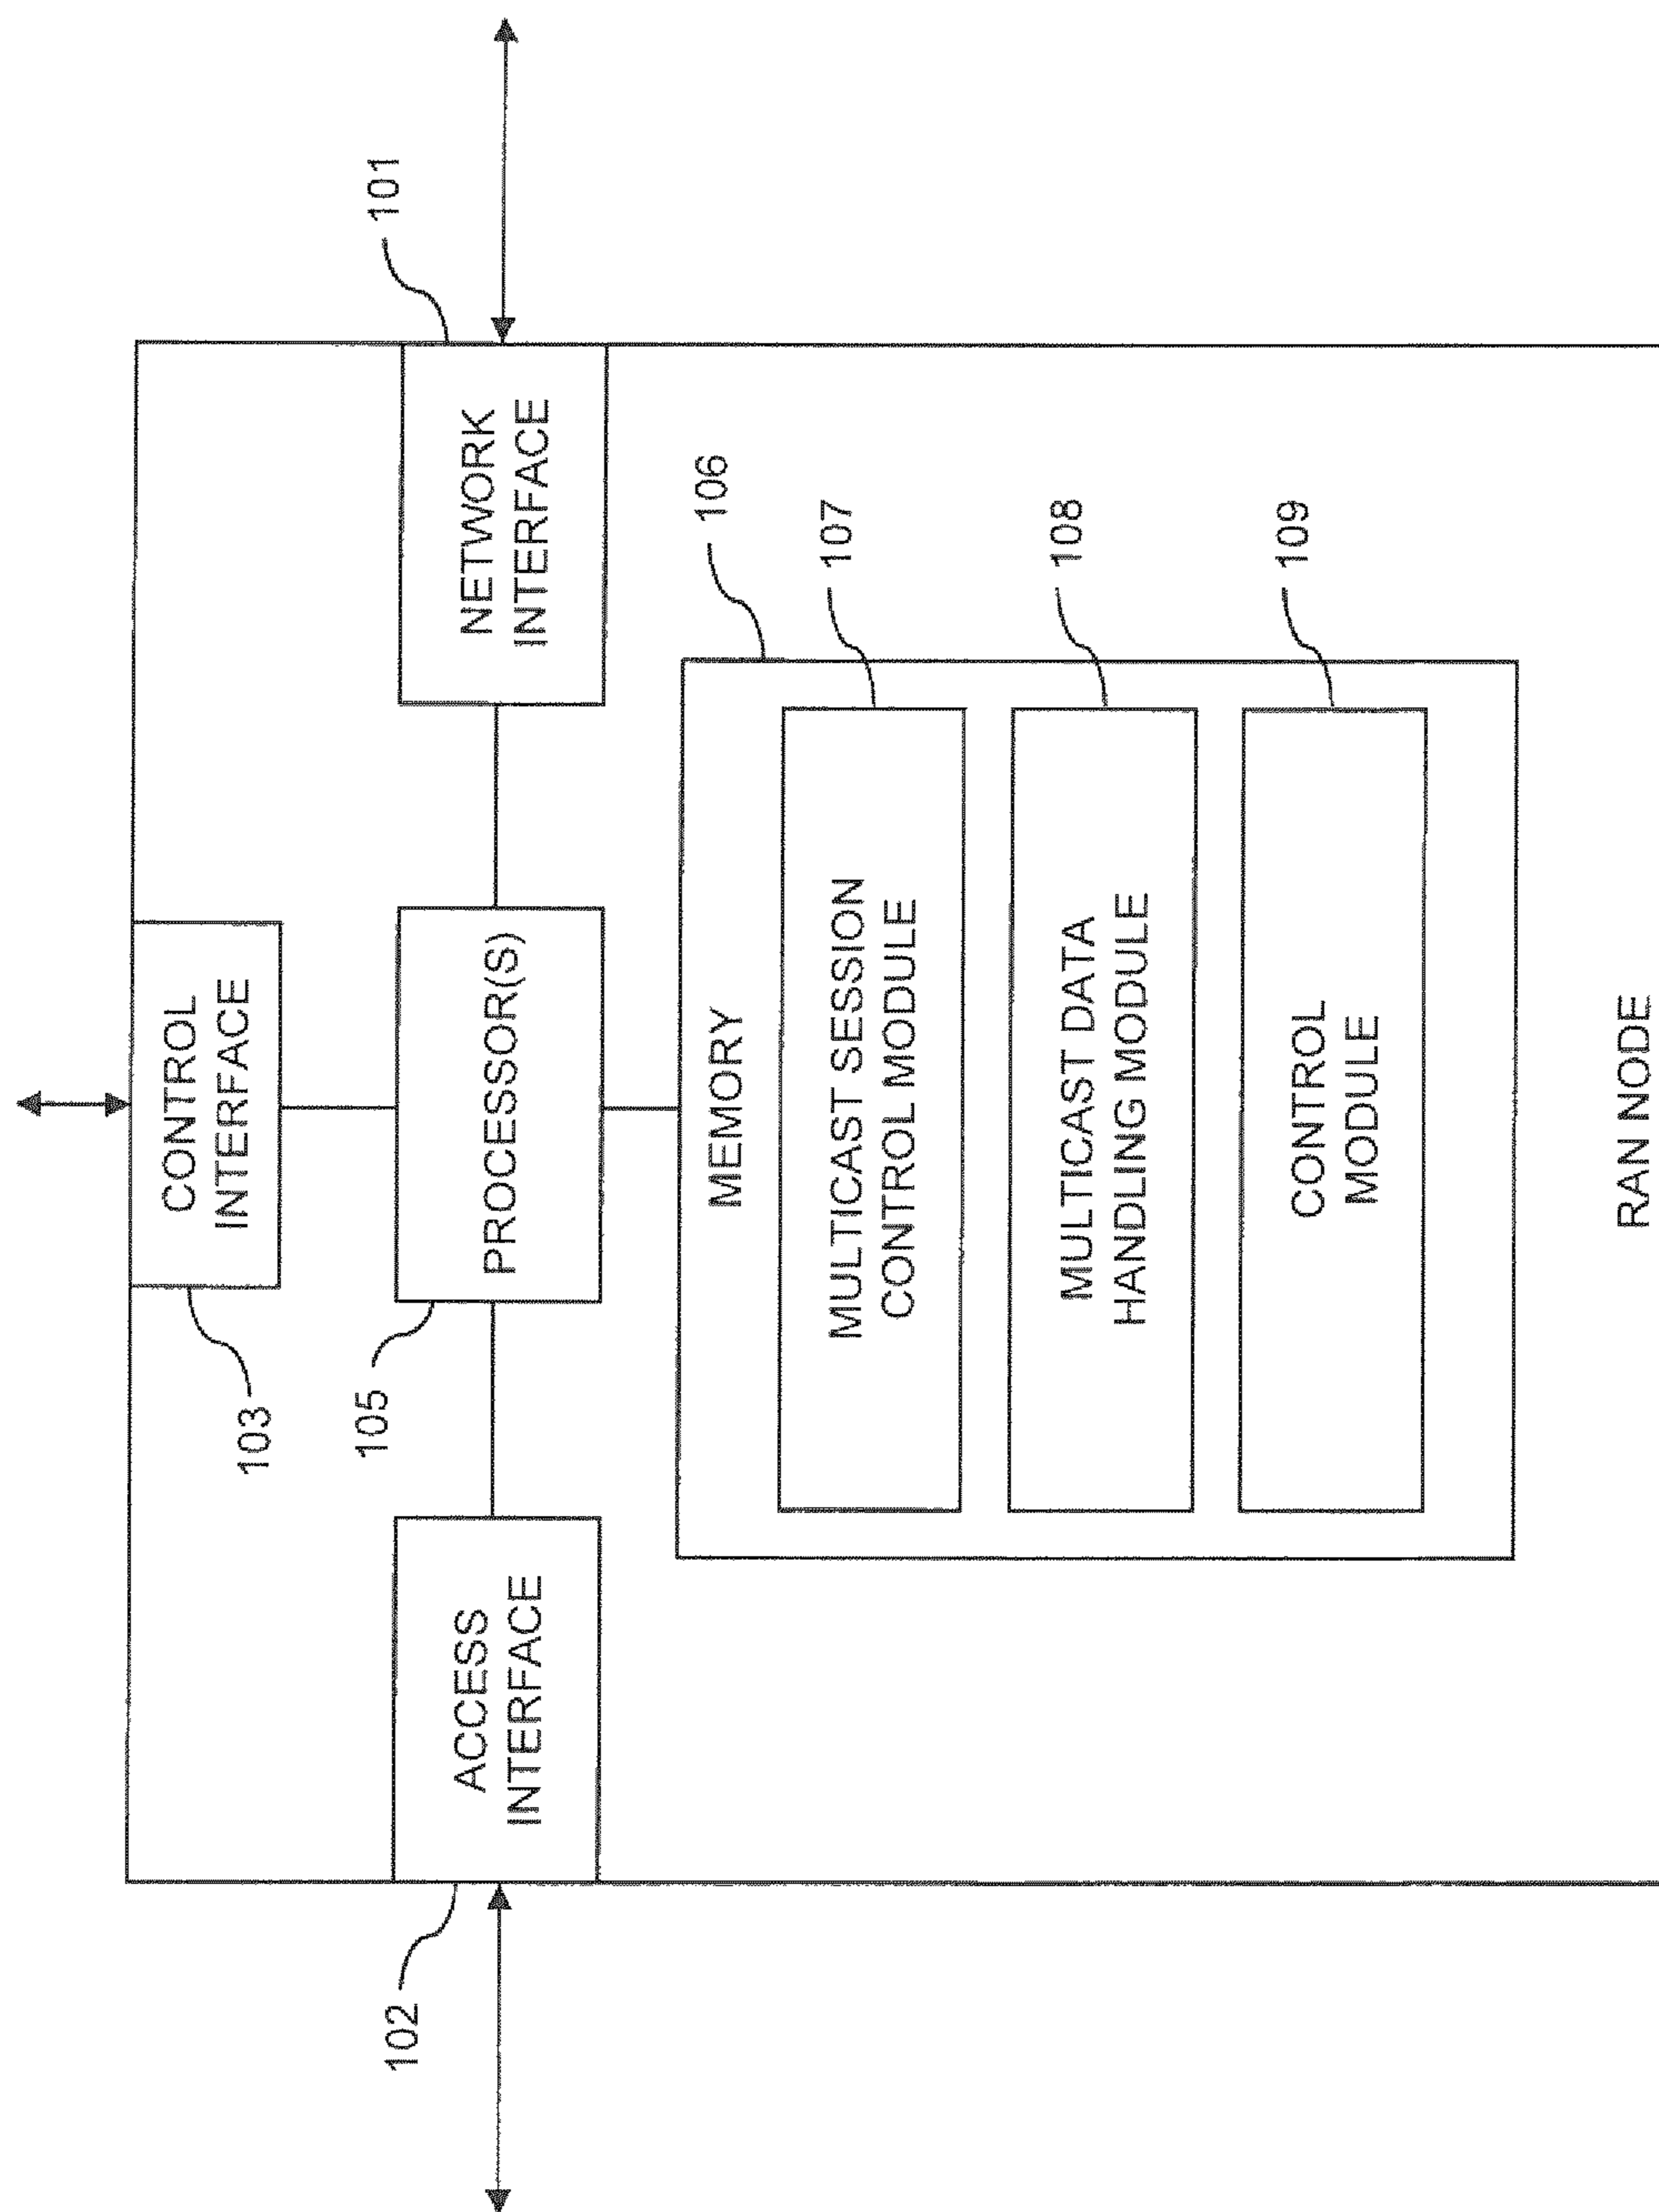 103
CONTROL
INTERFACE
102
ACCESS
INTERFACE
105
PROCESSOR(S)
NETWORK
INTERFACE
101
MEMORY
106
MULTICAST SESSION
CONTROL MODULE
107
MULTICAST DATA
HANDLING MODULE
108
CONTROL
MODULE
109
RAN NODE